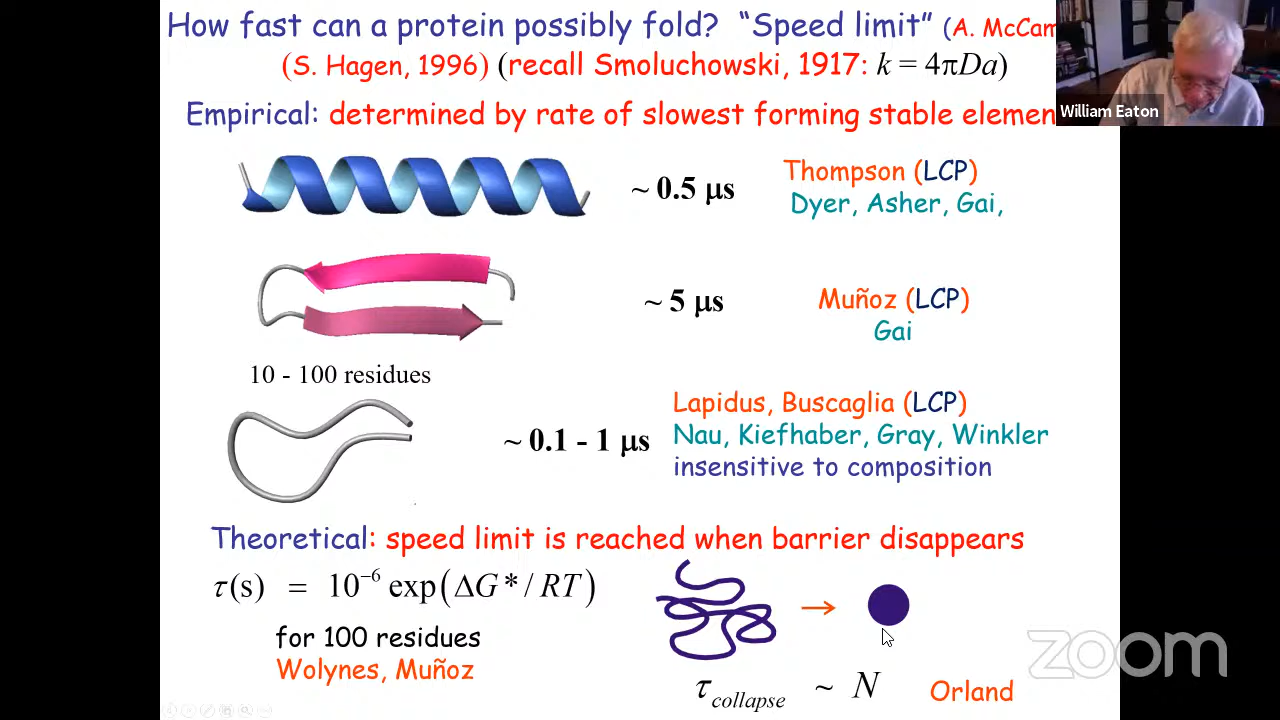 How fast can a protein possibly fold? “Speed limit” (A. McCam
(S. Hagen, 1996) (recall Smoluchowski, 1917: k = 4πDa)
Empirical: determined by rate of slowest forming stable elemen
William Eaton
~ 0.5 μs
Thompson (LCP)
Dyer, Asher, Gai,
~ 5 μs
Muñoz (LCP)
Gai
10 - 100 residues
~ 0.1 - 1 μs
Lapidus, Buscaglia (LCP)
Nau, Kiefhaber, Gray, Winkler
insensitive to composition
Theoretical: speed limit is reached when barrier disappears
τ(s) = 10⁻⁶ exp(ΔG*/RT)
for 100 residues
Wolynes, Muñoz
τcollapse ~ N
Orland
zoom